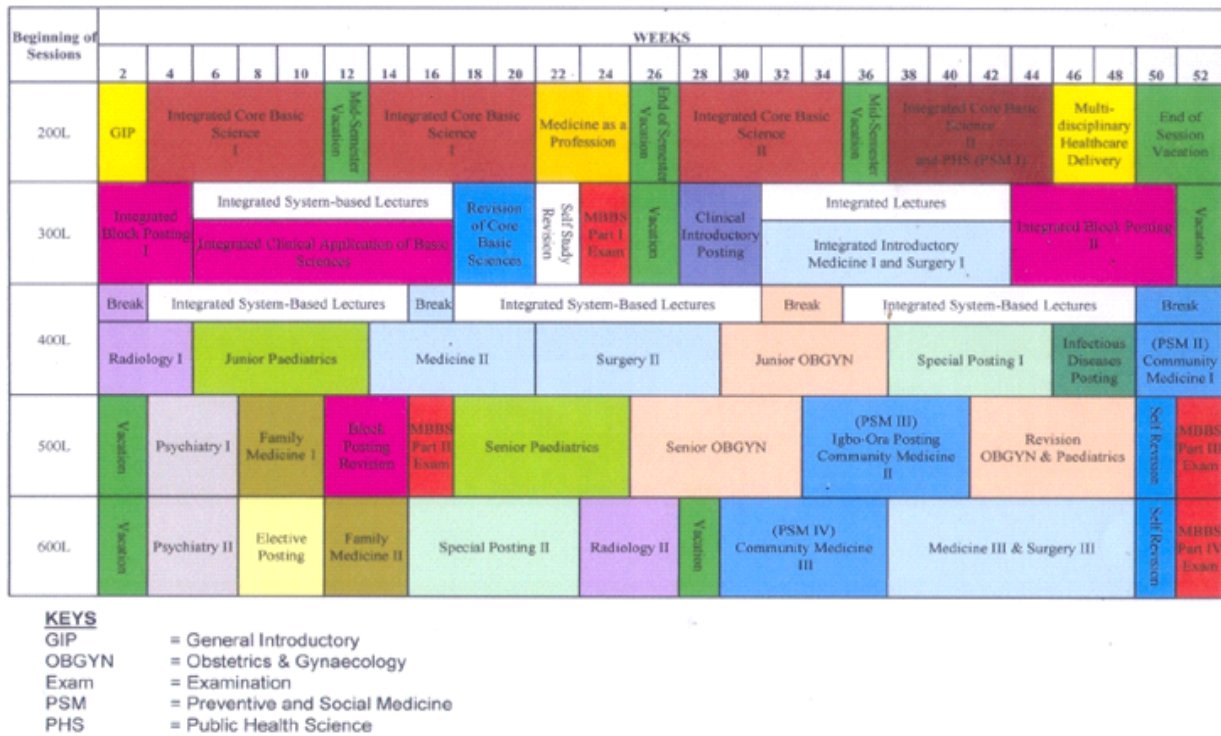 Beginning of
Sessions
WEEKS
2 4 6 8 10 12 14 16 18 20 22 24 26 28 30 32 34 36 38 40 42 44 46 48 50 52
200L
GIP
Integrated Core Basic
Science
I
Mid-Semester
Vacation
Integrated Core Basic
Science
I
Medicine as a
Profession
End of Semester
Vacation
Integrated Core Basic
Science
II
Mid-Semester
Vacation
Integrated Core Basic
Science
II
and PHS (PSM I)
Multi-
disciplinary
Healthcare
Delivery
End of
Session
Vacation
300L
Integrated
Block Posting
I
Integrated System-based Lectures
Integrated Clinical Application of Basic
Sciences
Revision
of Core
Basic
Sciences
Self Study
Revision
MBBS
Part I
Exam
Vacation
Clinical
Introductory
Posting
Integrated Lectures
Integrated Introductory
Medicine I and Surgery I
Integrated Block Posting
II
Vacation
400L
Break
Integrated System-Based Lectures
Break
Integrated System-Based Lectures
Break
Integrated System-Based Lectures
Break
Radiology I
Junior Paediatrics
Medicine II
Surgery II
Junior OBGYN
Special Posting I
Infectious
Diseases
Posting
(PSM II)
Community
Medicine I
500L
Vacation
Psychiatry I
Family
Medicine I
Block
Posting
Revision
MBBS
Part II
Exam
Senior Paediatrics
Senior OBGYN
(PSM III)
Igbo-Ora Posting
Community Medicine
II
Revision
OBGYN & Paediatrics
Self Revision
MBBS
Part III
Exam
600L
Vacation
Psychiatry II
Elective
Posting
Family
Medicine II
Special Posting II
Radiology II
Vacation
(PSM IV)
Community Medicine
III
Medicine III & Surgery III
Self Revision
MBBS
Part IV
Exam
KEYS
GIP = General Introductory
OBGYN = Obstetrics & Gynaecology
Exam = Examination
PSM = Preventive and Social Medicine
PHS = Public Health Science